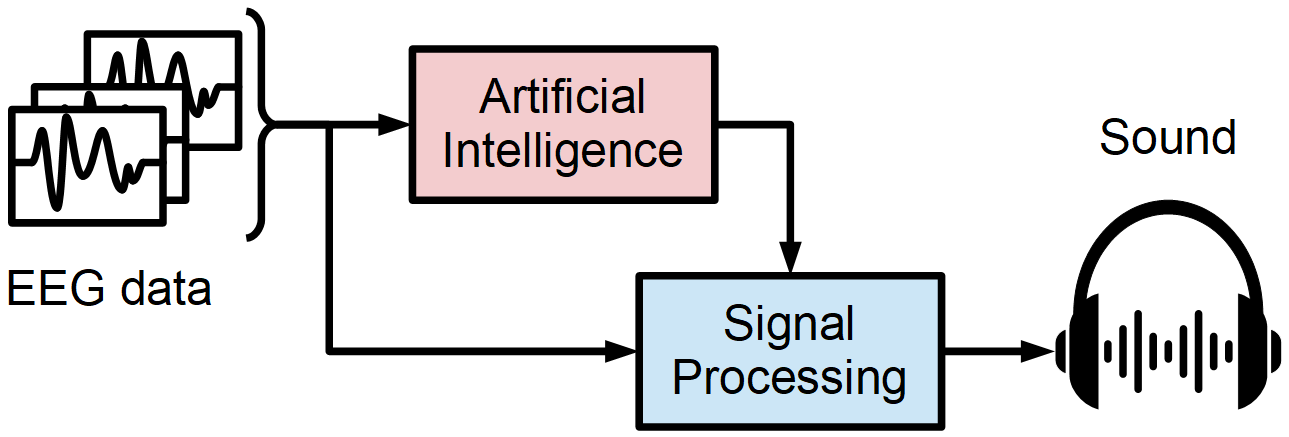 EEG data
Artificial
Intelligence
Signal
Processing
Sound